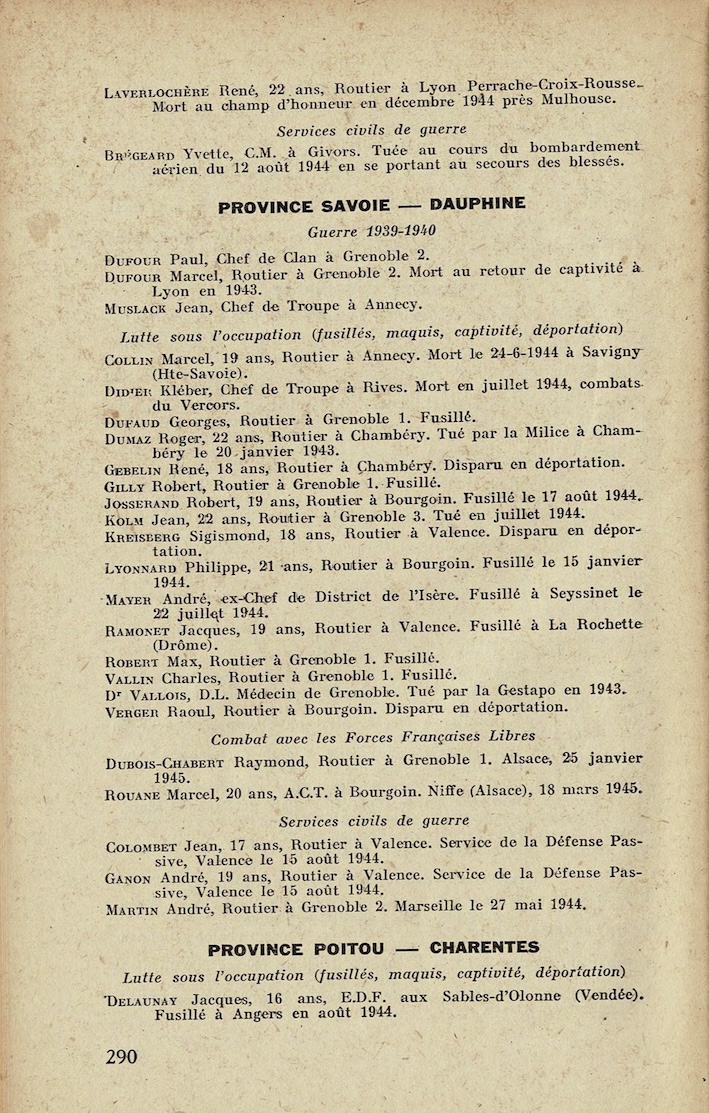 LAVERLOCHÈRE René, 22 ans, Routier à Lyon Perrache-Croix-Rousse.
Mort au champ d'honneur en décembre 1944 près Mulhouse.
Services civils de guerre
BRÉGEARD Yvette, C.M. à Givors. Tuée au cours du bombardement
aérien du 12 août 1944 en se portant au secours des blessés.
PROVINCE SAVOIE — DAUPHINE
Guerre 1939-1940
DUFOUR Paul, Chef de Clan à Grenoble 2.
DUFOUR Marcel, Routier à Grenoble 2. Mort au retour de captivité à
Lyon en 1943.
MUSLACK Jean, Chef de Troupe à Annecy.
Lutte sous l'occupation (fusillés, maquis, captivité, déportation)
COLLIN Marcel, 19 ans, Routier à Annecy. Mort le 24-6-1944 à Savigny
(Hte-Savoie).
DIDIER Kléber, Chef de Troupe à Rives. Mort en juillet 1944, combats
du Vercors.
DUFAUD Georges, Routier à Grenoble 1. Fusillé.
DUMAZ Roger, 22 ans, Routier à Chambéry. Tué par la Milice à Cham-
béry le 20 janvier 1943.
GEBELIN René, 18 ans, Routier à Chambéry. Disparu en déportation.
GILLY Robert, Routier à Grenoble 1. Fusillé.
JOSSERAND Robert, 19 ans, Routier à Bourgoin. Fusillé le 17 août 1944.
KOLM Jean, 22 ans, Routier à Grenoble 3. Tué en juillet 1944.
KREISBERG Sigismond, 18 ans, Routier à Valence. Disparu en dépor-
tation.
LYONNARD Philippe, 21 ans, Routier à Bourgoin. Fusillé le 15 janvier
1944.
MAYER André, ex-Chef de District de l'Isère. Fusillé à Seyssinet le
22 juillet 1944.
RAMONET Jacques, 19 ans, Routier à Valence. Fusillé à La Rochette
(Drôme).
ROBERT Max, Routier à Grenoble 1. Fusillé.
VALLIN Charles, Routier à Grenoble 1. Fusillé.
Dr VALLOIS, D.L. Médecin de Grenoble. Tué par la Gestapo en 1943.
VERGER Raoul, Routier à Bourgoin. Disparu en déportation.
Combat avec les Forces Françaises Libres
DUBOIS-CHABERT Raymond, Routier à Grenoble 1. Alsace, 25 janvier
1945.
ROUANE Marcel, 20 ans, A.C.T. à Bourgoin. Niffe (Alsace), 18 mars 1945.
Services civils de guerre
COLOMBET Jean, 17 ans, Routier à Valence. Service de la Défense Pas-
sive, Valence le 15 août 1944.
GANON André, 19 ans, Routier à Valence. Service de la Défense Pas-
sive, Valence le 15 août 1944.
MARTIN André, Routier à Grenoble 2. Marseille le 27 mai 1944.
PROVINCE POITOU — CHARENTES
Lutte sous l'occupation (fusillés, maquis, captivité, déportation)
DELAUNAY Jacques, 16 ans, E.D.F. aux Sables-d'Olonne (Vendée).
Fusillé à Angers en août 1944.
290